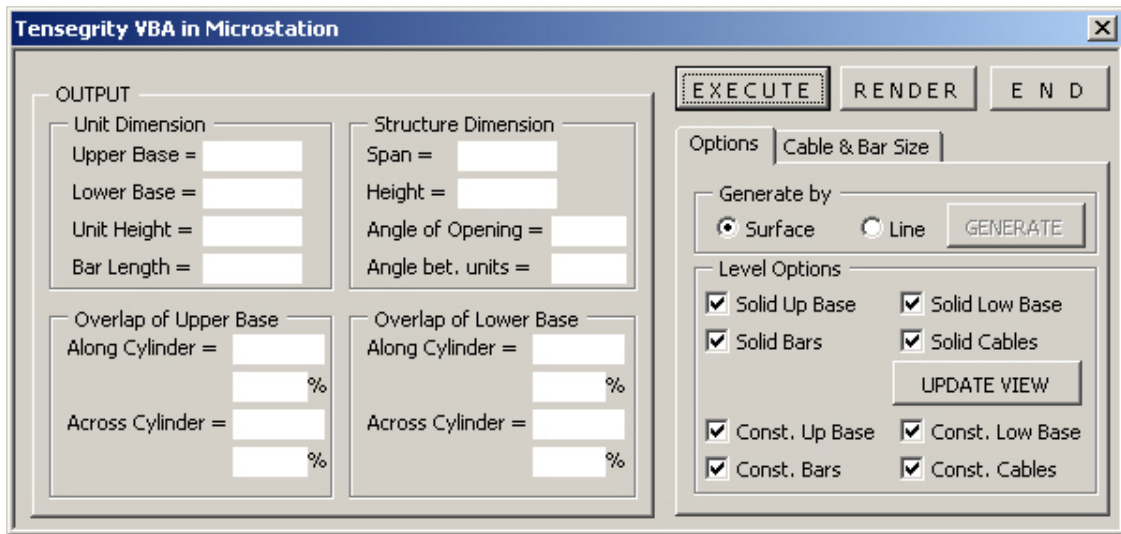 Tensegrity VBA in Microstation
OUTPUT
Unit Dimension
Upper Base =
Lower Base =
Unit Height =
Bar Length =
Structure Dimension
Span =
Height =
Angle of Opening =
Angle bet. units =
Overlap of Upper Base
Along Cylinder =
%
Across Cylinder =
%
Overlap of Lower Base
Along Cylinder =
%
Across Cylinder =
%
EXECUTE RENDER END
Options Cable & Bar Size
Generate by
Surface Line GENERATE
Level Options
Solid Up Base Solid Low Base
Solid Bars Solid Cables
UPDATE VIEW
Const. Up Base Const. Low Base
Const. Bars Const. Cables